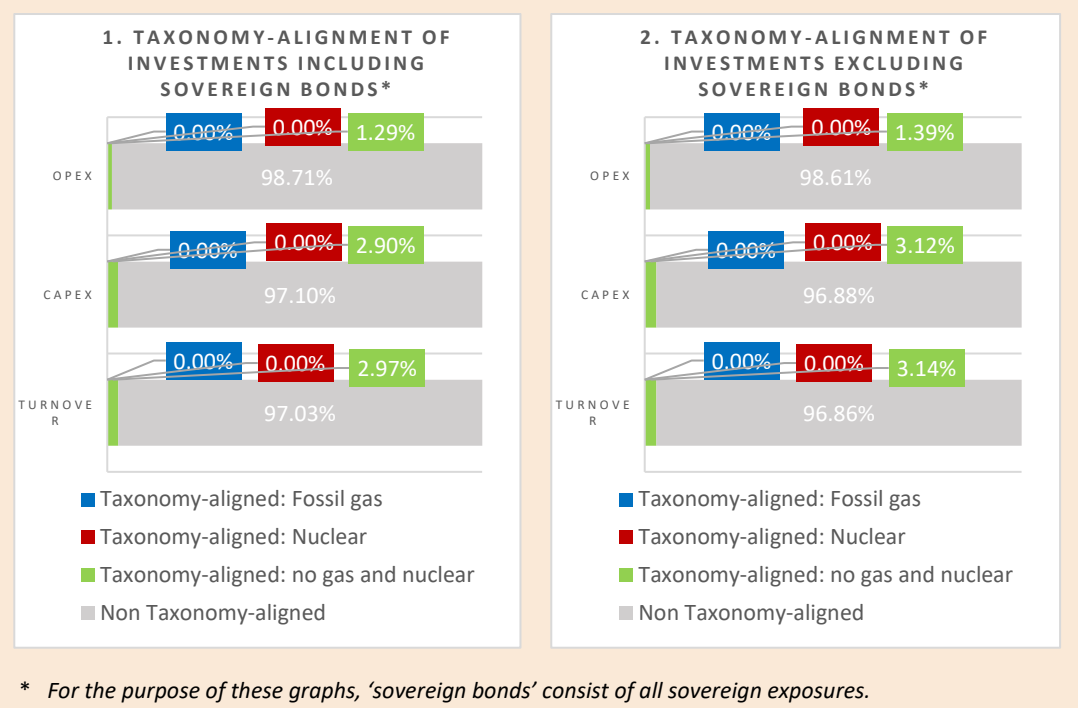 1. TAXONOMY-ALIGNMENT OF
INVESTMENTS INCLUDING
SOVEREIGN BONDS*
0.00% 0.00% 1.29%
OPEX 98.71%
0.00% 0.00% 2.90%
CAPEX 97.10%
0.00% 0.00% 2.97%
TURNOVE
R
97.03%
Taxonomy-aligned: Fossil gas
Taxonomy-aligned: Nuclear
Taxonomy-aligned: no gas and nuclear
Non Taxonomy-aligned
2. TAXONOMY-ALIGNMENT OF
INVESTMENTS EXCLUDING
SOVEREIGN BONDS*
0.00% 0.00% 1.39%
OPEX 98.61%
0.00% 0.00% 3.12%
CAPEX 96.88%
0.00% 0.00% 3.14%
TURNOVE
R
96.86%
Taxonomy-aligned: Fossil gas
Taxonomy-aligned: Nuclear
Taxonomy-aligned: no gas and nuclear
Non Taxonomy-aligned
* For the purpose of these graphs, ‘sovereign bonds’ consist of all sovereign exposures.